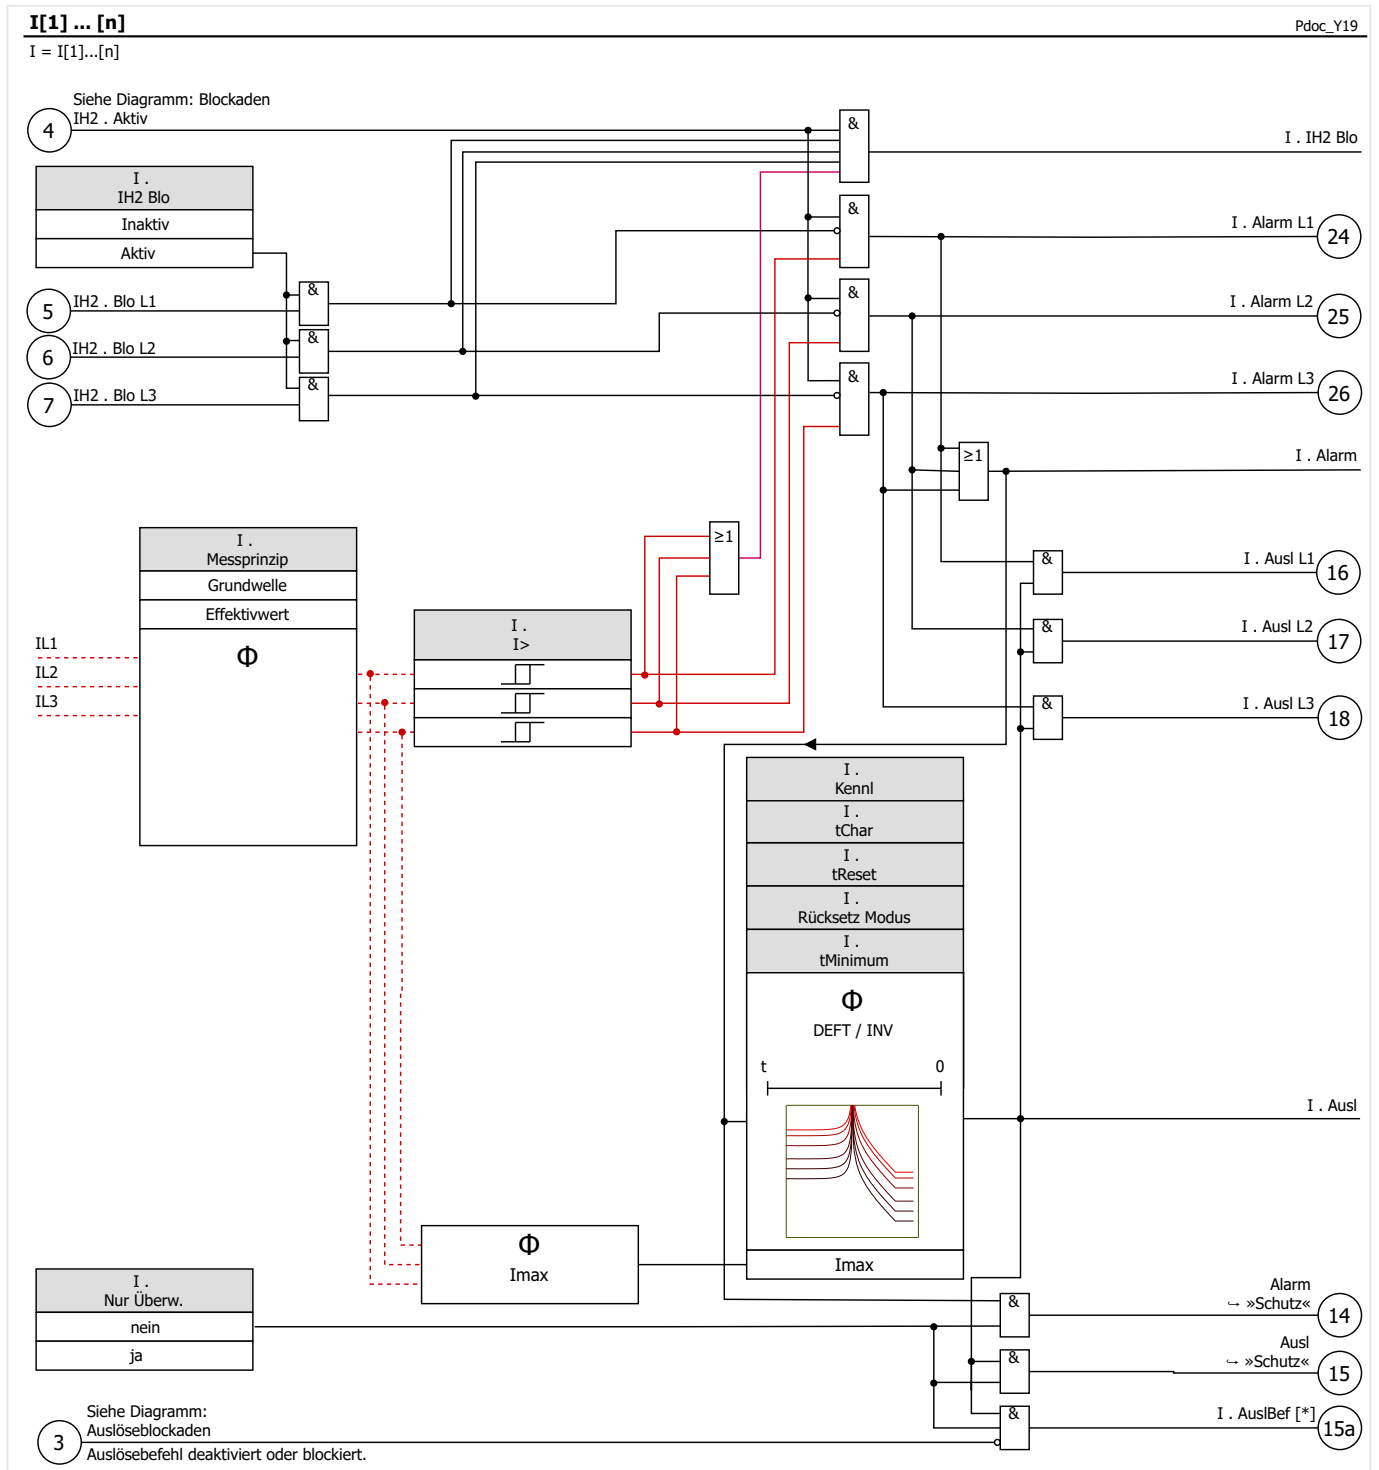 I[1] ... [n]
Pdoc_Y19
I = I[1]...[n]
Siehe Diagramm: Blockaden
4
IH2 . Aktiv
&
I . IH2 Blo
I .
IH2 Blo
Inaktiv
Aktiv
&
I . Alarm L1
24
5
IH2 . Blo L1
&
&
I . Alarm L2
25
6
IH2 . Blo L2
&
7
IH2 . Blo L3
&
&
I . Alarm L3
26
≥1
I . Alarm
I .
Messprinzip
Grundwelle
Effektivwert
Φ
IL1
IL2
IL3
≥1
I .
I>
&
I . Ausl L1
16
&
I . Ausl L2
17
&
I . Ausl L3
18
I .
Kennl
I .
tChar
I .
tReset
I .
Rücksetz Modus
I .
tMinimum
Φ
DEFT / INV
t
0
I . Ausl
Φ
Imax
Imax
I .
Nur Überw.
nein
ja
&
Alarm
↪ »Schutz«
14
&
Ausl
↪ »Schutz«
15
&
I . AuslBef [*]
15a
3
Siehe Diagramm:
Auslöseblockaden
Auslösebefehl deaktiviert oder blockiert.